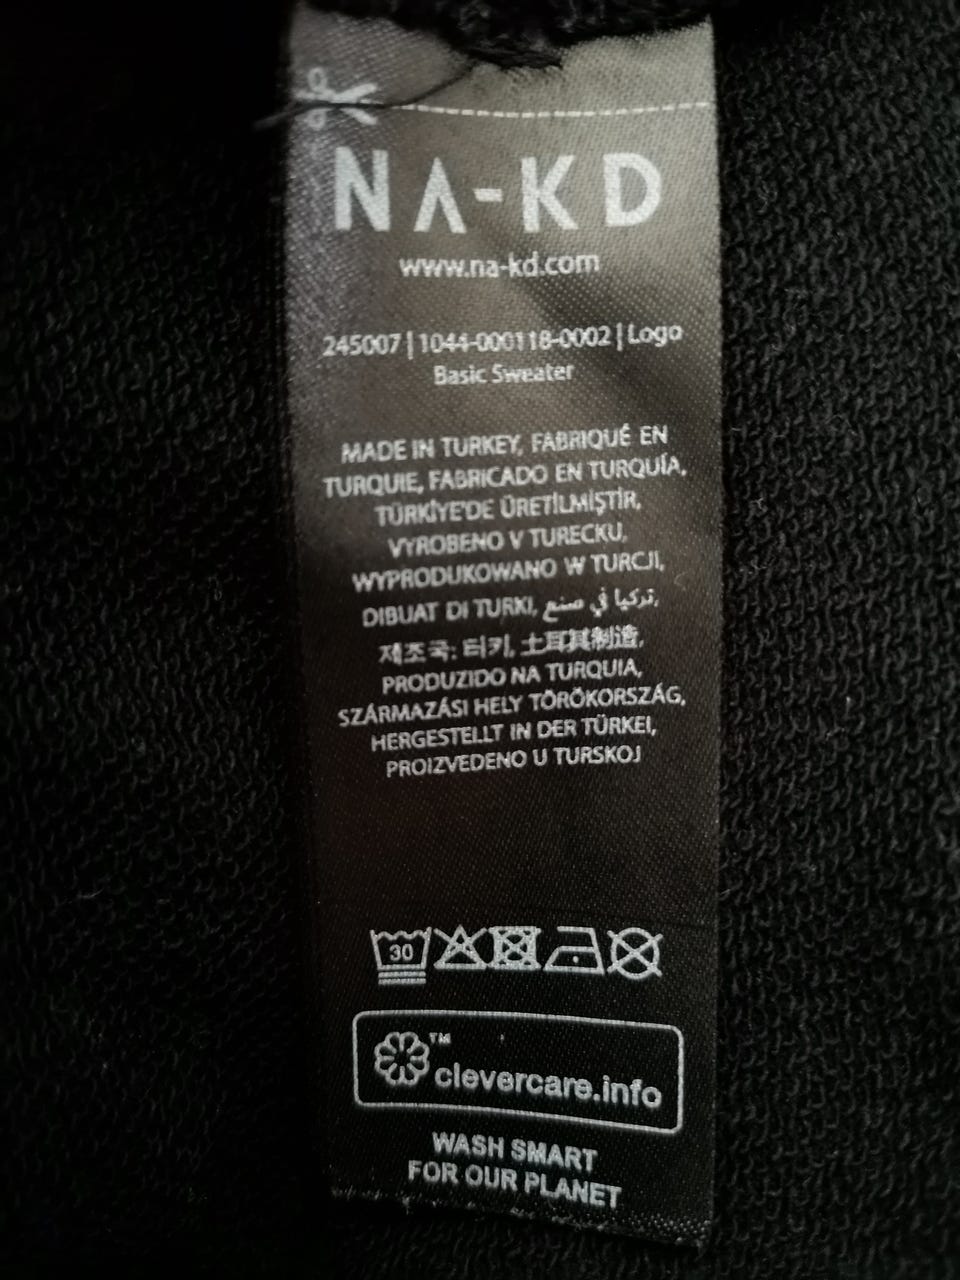 NA-KD
www.na-kd.com
245007 | 1044-000118-0002 | Logo
Basic Sweater
MADE IN TURKEY, FABRIQUÉ EN
TURQUIE, FABRICADO EN TURQUÍA,
TÜRKİYE'DE ÜRETİLMİŞTİR,
VYROBENO V TURECKU,
WYPRODUKOWANO W TURCJI,
DIBUAT DI TURKI, تركيا في صنع,
제조국: 터키, 土耳其制造,
PRODUZIDO NA TURQUIA,
SZÁRMAZÁSI HELY TÖRÖKORSZÁG,
HERGESTELLT IN DER TÜRKEI,
PROIZVEDENO U TURSKOJ
30
TM
clevercare.info
WASH SMART
FOR OUR PLANET